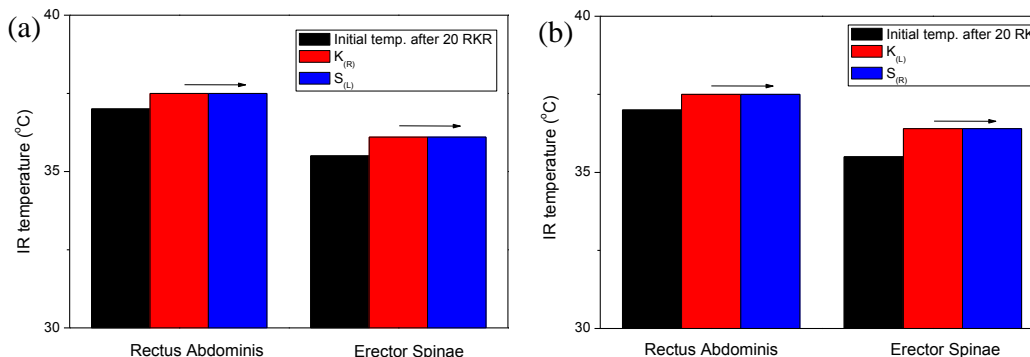 (a)
40
35
30
IR temperature (°C)
Initial temp. after 20 RKR
K(R)
S(L)
Rectus Abdominis
Erector Spinae
(b)
40
35
30
IR temperature (°C)
Initial temp. after 20 RK
K(L)
S(R)
Rectus Abdominis
Erector Spinae